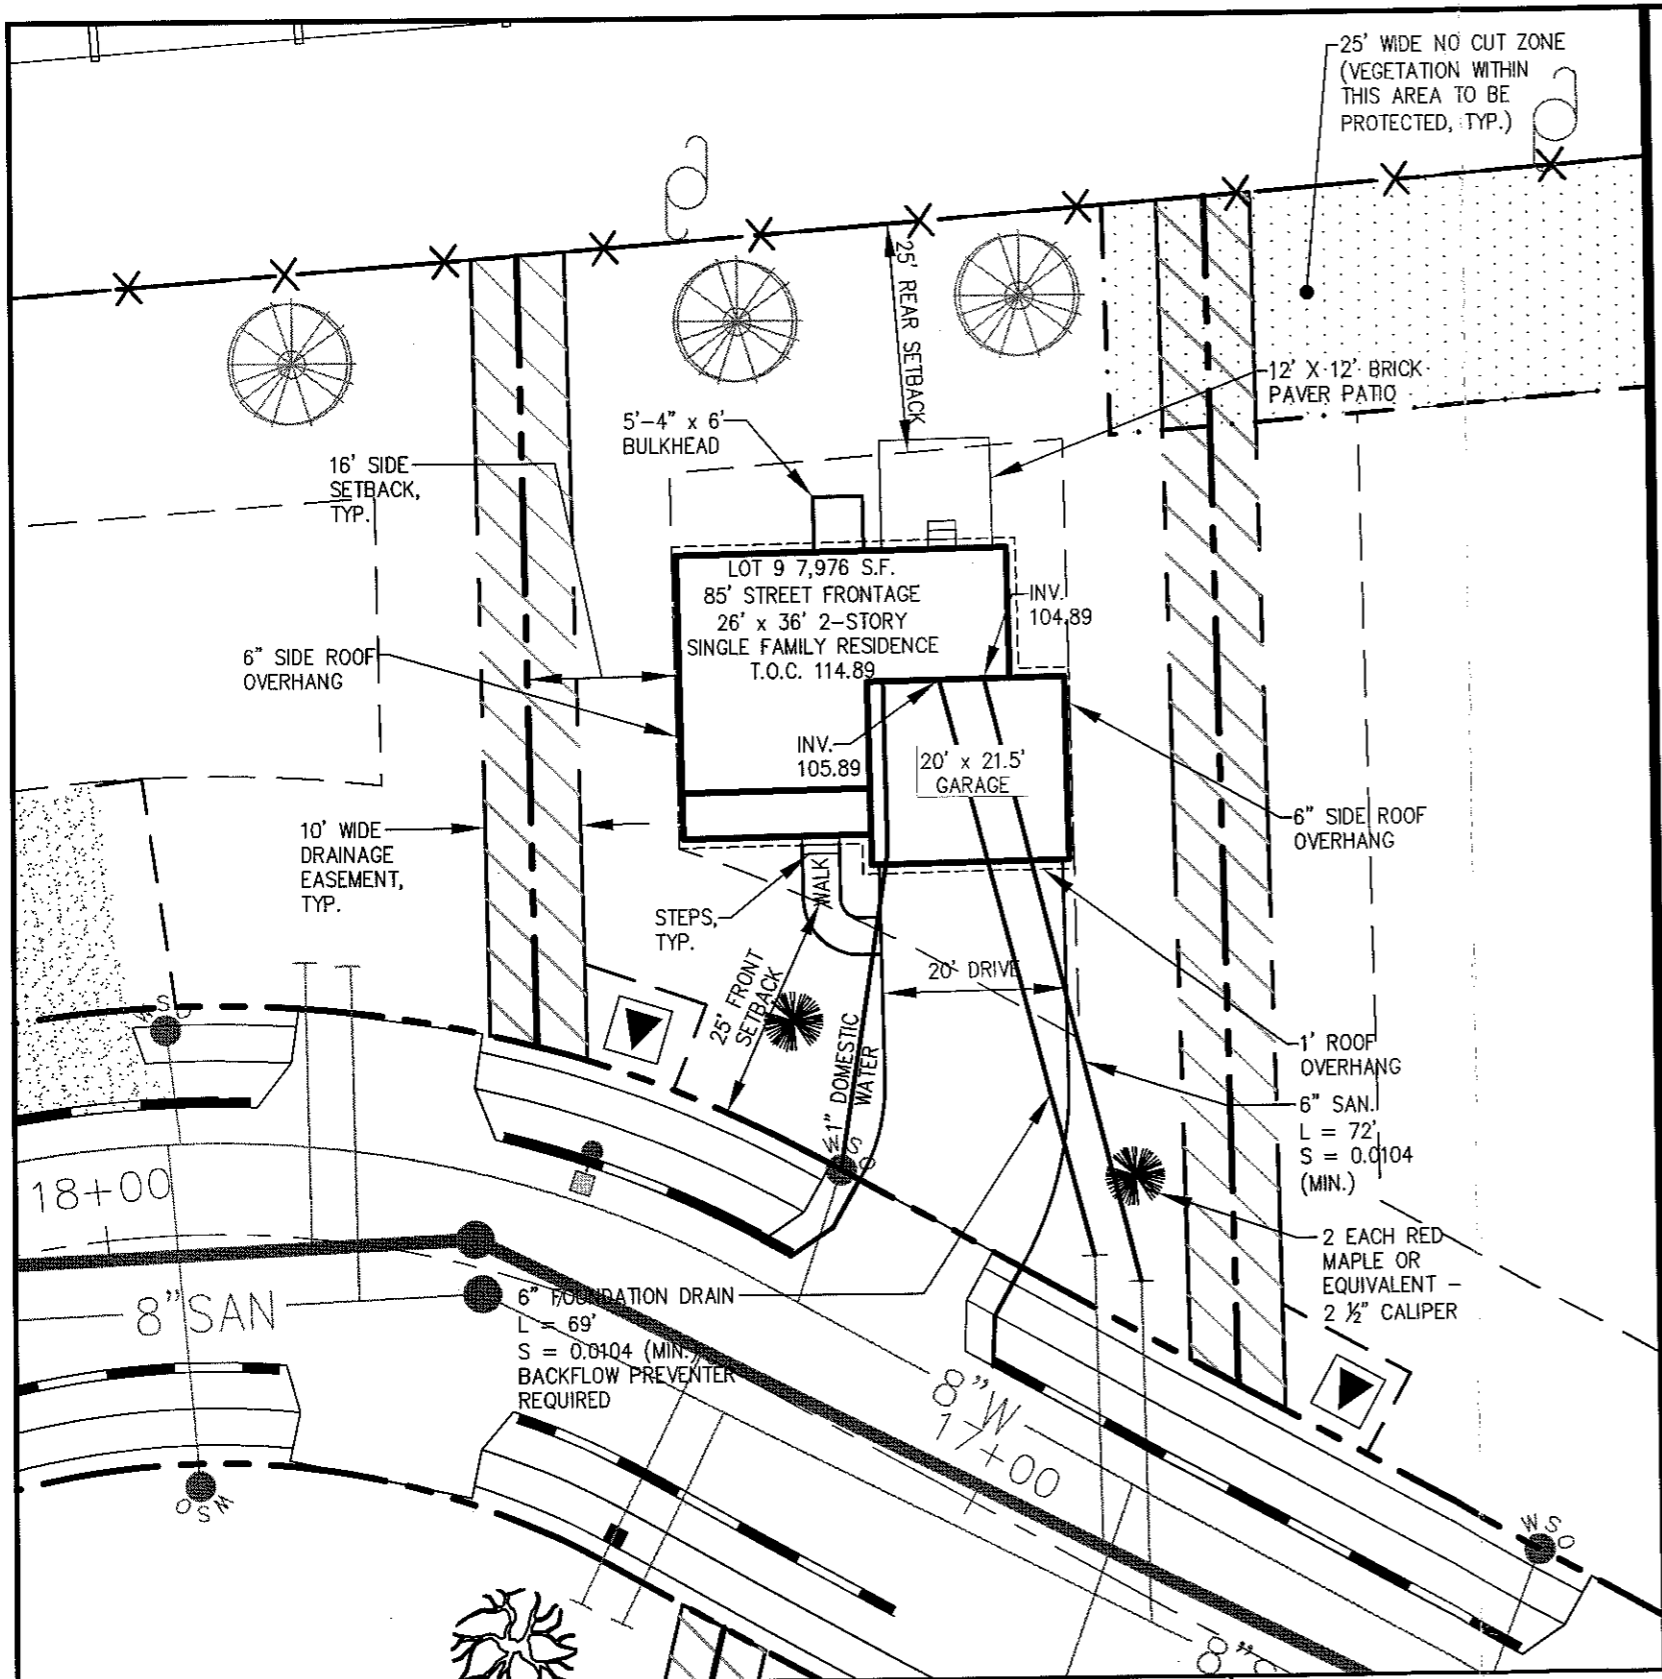 25' WIDE NO CUT ZONE
(VEGETATION WITHIN
THIS AREA TO BE
PROTECTED, TYP.)
25' REAR SETBACK
12' X 12' BRICK
PAVER PATIO
5'-4" x 6'
BULKHEAD
16' SIDE
SETBACK,
TYP.
LOT 9 7,976 S.F.
85' STREET FRONTAGE
26' x 36' 2-STORY
SINGLE FAMILY RESIDENCE
T.O.C. 114.89
INV.
104.89
6" SIDE ROOF
OVERHANG
INV.
105.89
20' x 21.5'
GARAGE
6" SIDE ROOF
OVERHANG
10' WIDE
DRAINAGE
EASEMENT,
TYP.
WALK
STEPS,
TYP.
25' FRONT
SETBACK
20' DRIVE
1" DOMESTIC
WATER
1' ROOF
OVERHANG
6" SAN.
L = 72'
S = 0.0104
(MIN.)
WSO
WSO
18+00
2 EACH RED
MAPLE OR
EQUIVALENT –
2 ½" CALIPER
8"SAN
6" FOUNDATION DRAIN
L = 69'
S = 0.0104 (MIN.)
BACKFLOW PREVENTER
REQUIRED
8"W
17+00
WSO
WSO
8"S